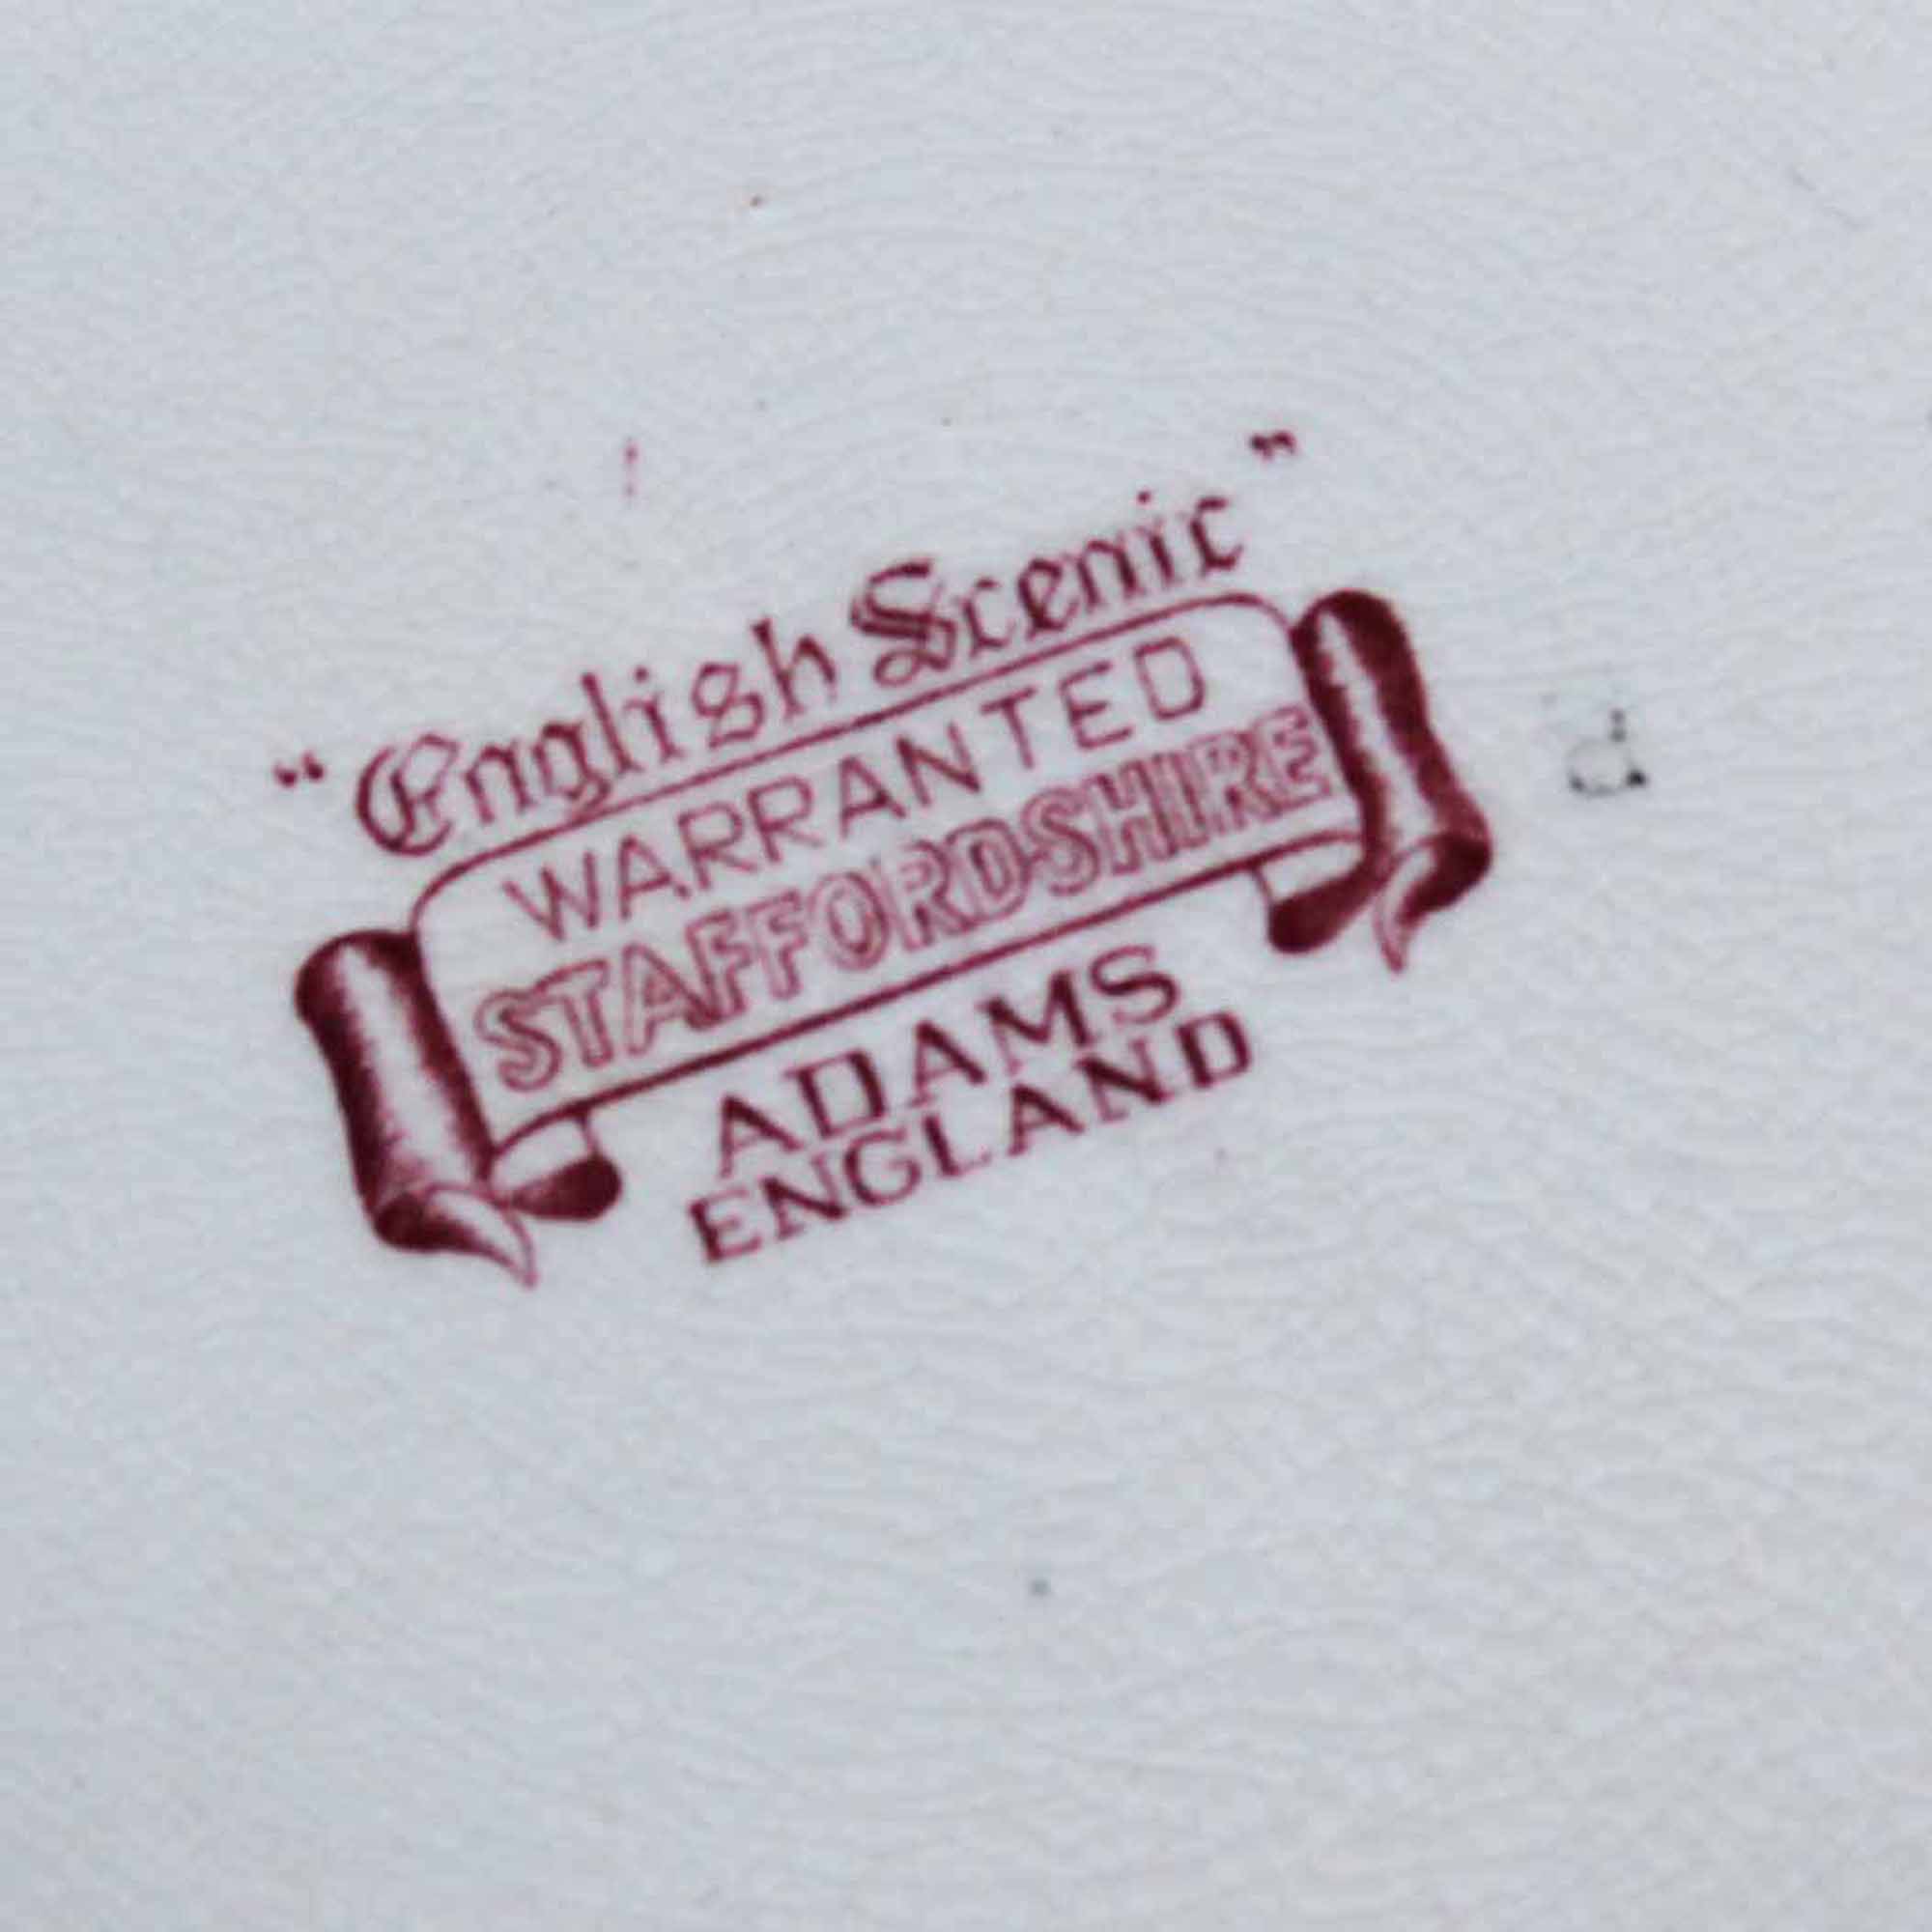 "English Scenic"
WARRANTED
STAFFORDSHIRE
ADAMS
ENGLAND